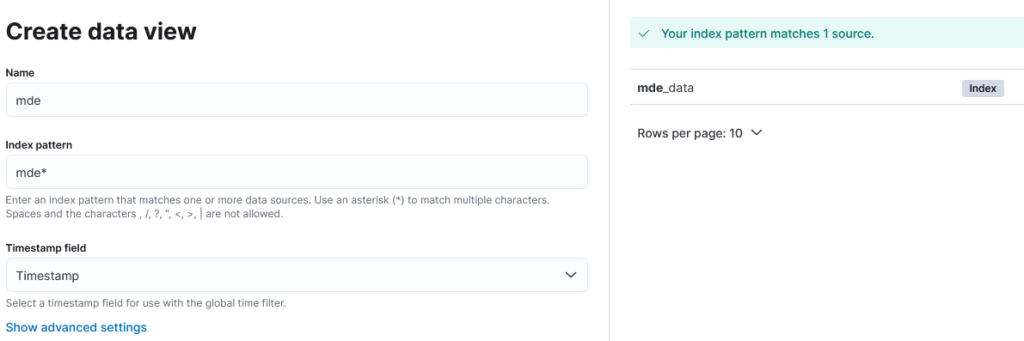 Create data view
Name
mde
Index pattern
mde*
Enter an index pattern that matches one or more data sources. Use an asterisk (*) to match multiple characters.
Spaces and the characters , /, ?, ", <, >, | are not allowed.
Timestamp field
Timestamp
Select a timestamp field for use with the global time filter.
Show advanced settings
Your index pattern matches 1 source.
mde_data
Index
Rows per page: 10